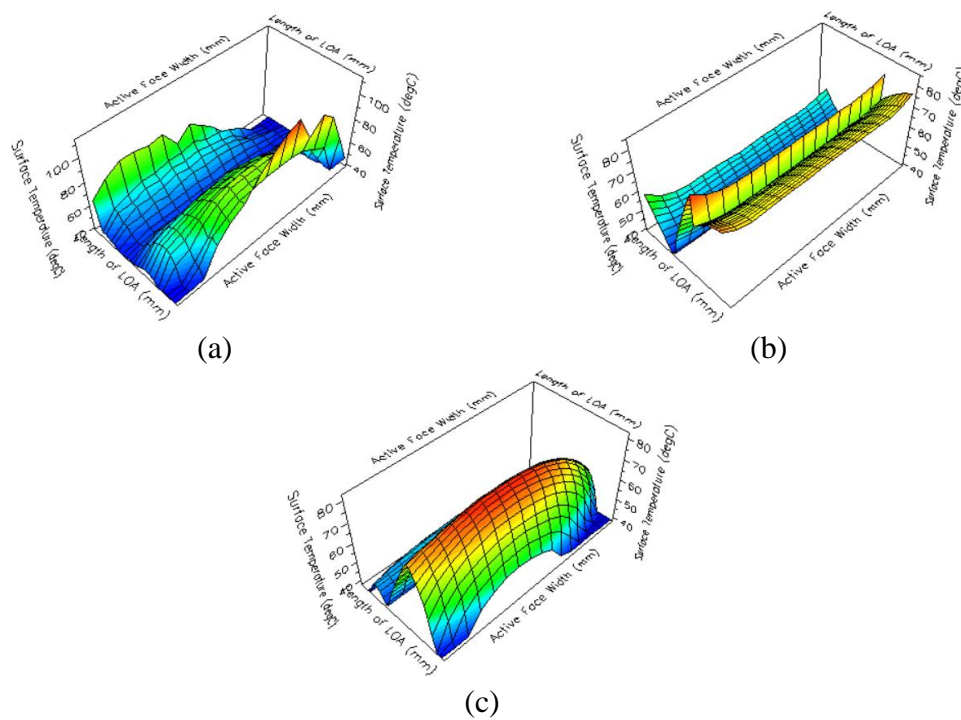 Length of LOA (mm)
Active Face Width (mm)
100
80
60
40
Surface Temperature (degC)
100
80
60
4
Surface Temperature (degC)
Length of LOA (mm)
Active Face Width (mm)
(a)
Length of LOA (mm)
Active Face Width (mm)
80
70
60
50
40
Surface Temperature (degC)
80
70
60
50
4
Surface Temperature (degC)
Length of LOA (mm)
Active Face Width (mm)
(b)
Length of LOA (mm)
Active Face Width (mm)
80
70
60
50
40
Surface Temperature (degC)
80
70
60
50
4
Surface Temperature (degC)
Length of LOA (mm)
Active Face Width (mm)
(c)